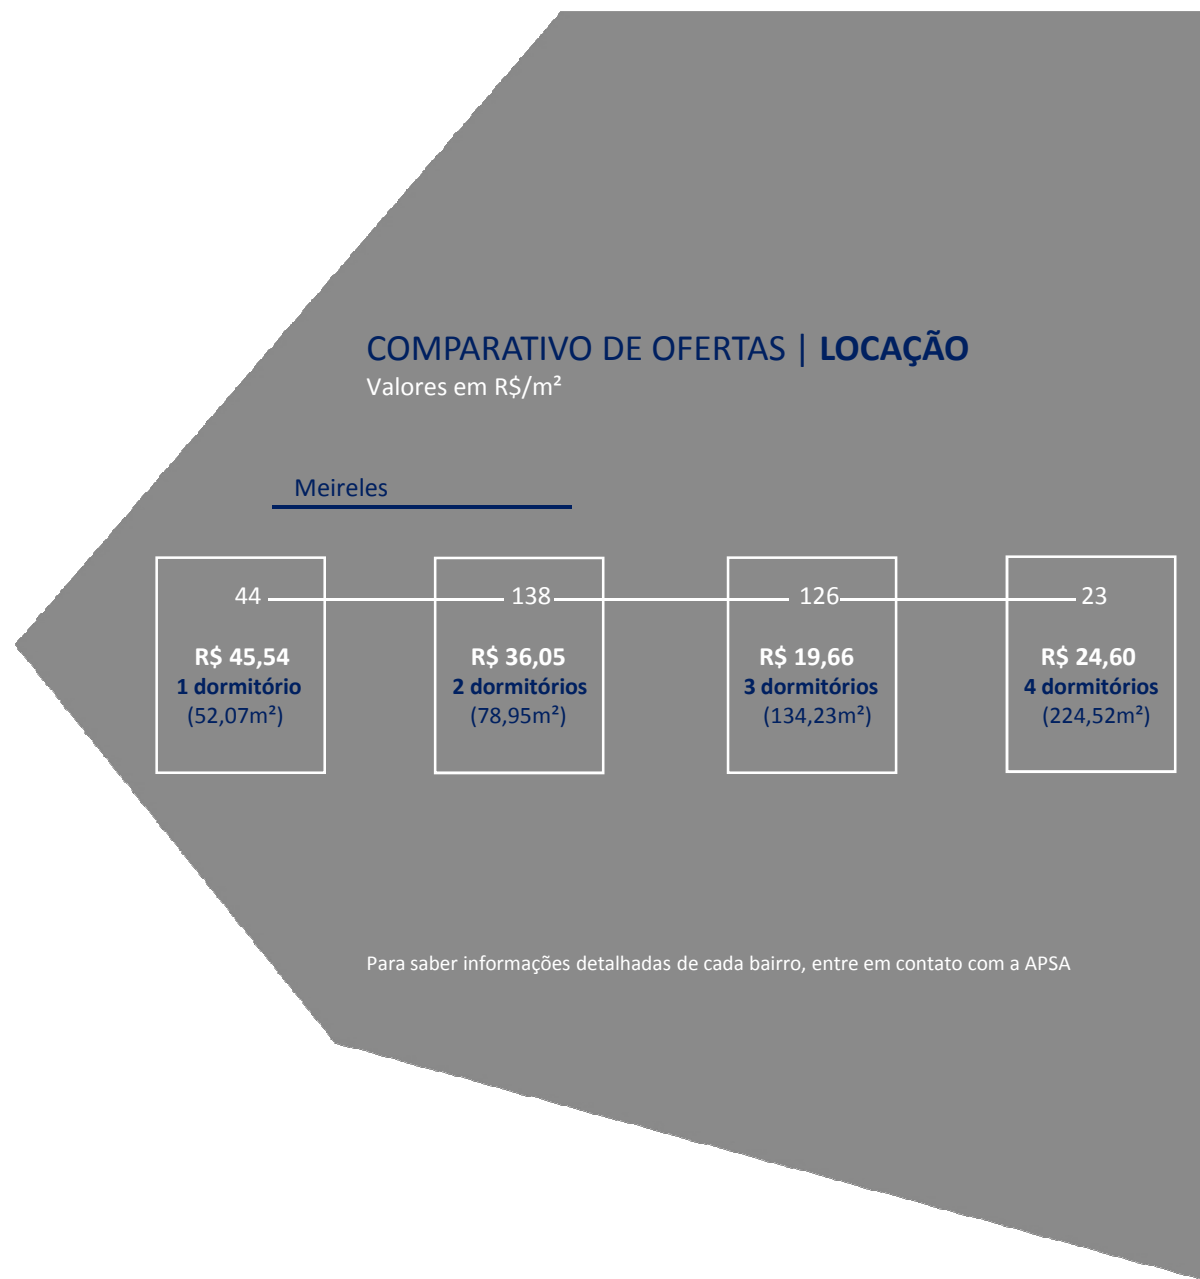 COMPARATIVO DE OFERTAS | LOCAÇÃO
Valores em R$/m²
Meireles
44
R$ 45,54
1 dormitório
(52,07m²)
138
R$ 36,05
2 dormitórios
(78,95m²)
126
R$ 19,66
3 dormitórios
(134,23m²)
23
R$ 24,60
4 dormitórios
(224,52m²)
Para saber informações detalhadas de cada bairro, entre em contato com a APSA